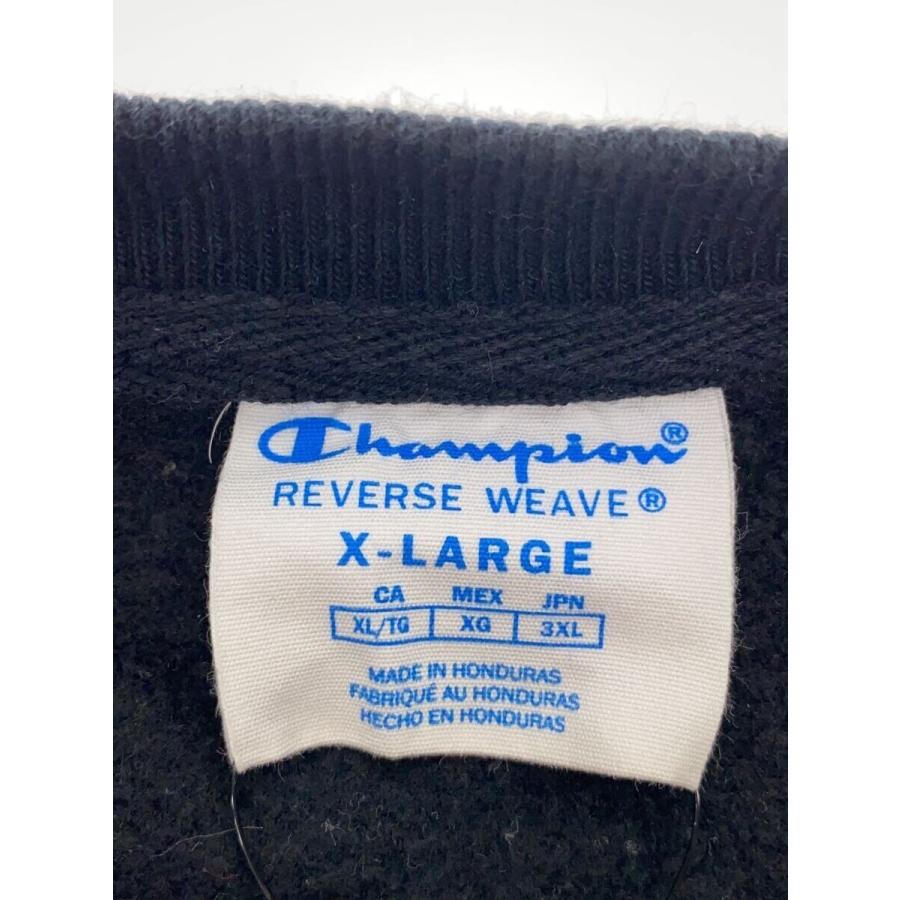 Champion®
REVERSE WEAVE®
X-LARGE
CA MEX JPN
XL/TG XG 3XL
MADE IN HONDURAS
FABRIQUÉ AU HONDURAS
HECHO EN HONDURAS